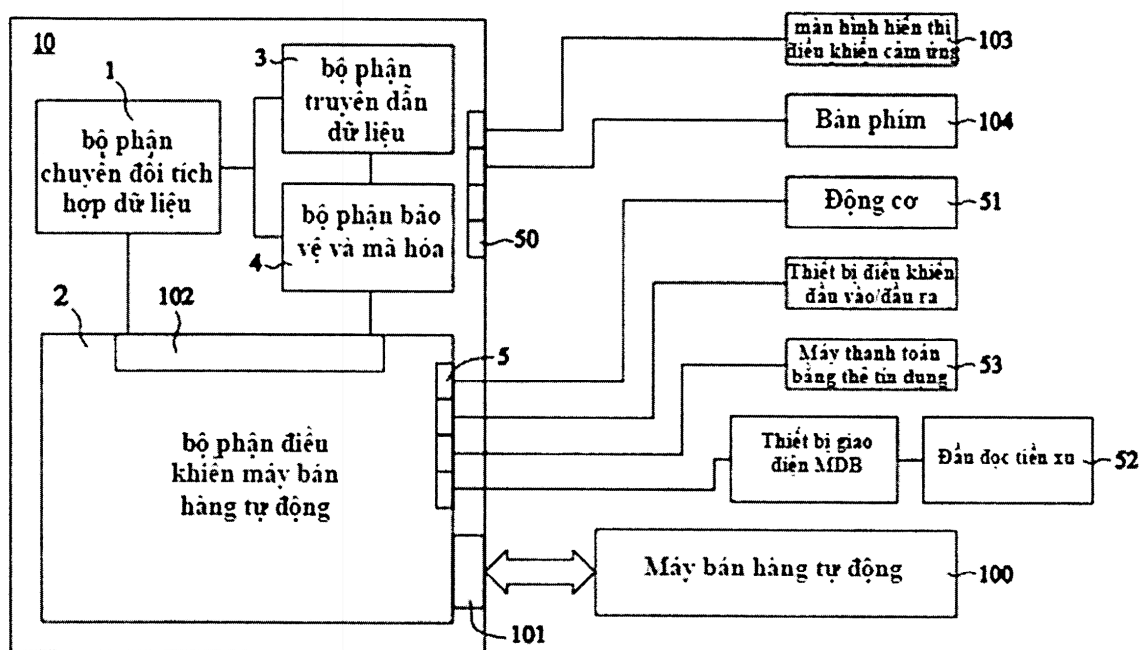 10
1
bộ phận
chuyển đổi tích
hợp dữ liệu
3
bộ phận
truyền dẫn
dữ liệu
bộ phận bảo
vệ và mã hóa
4
50
2
102
5
bộ phận điều
khiển máy bán
hàng tự động
101
màn hình hiển thị
điều khiển cảm ứng
103
Bàn phím
104
Động cơ
51
Thiết bị điều khiển
đầu vào/đầu ra
Máy thanh toán
bằng thẻ tín dụng
53
Thiết bị giao
diện MDB
Đầu đọc tiền xu
52
Máy bán hàng tự động
100